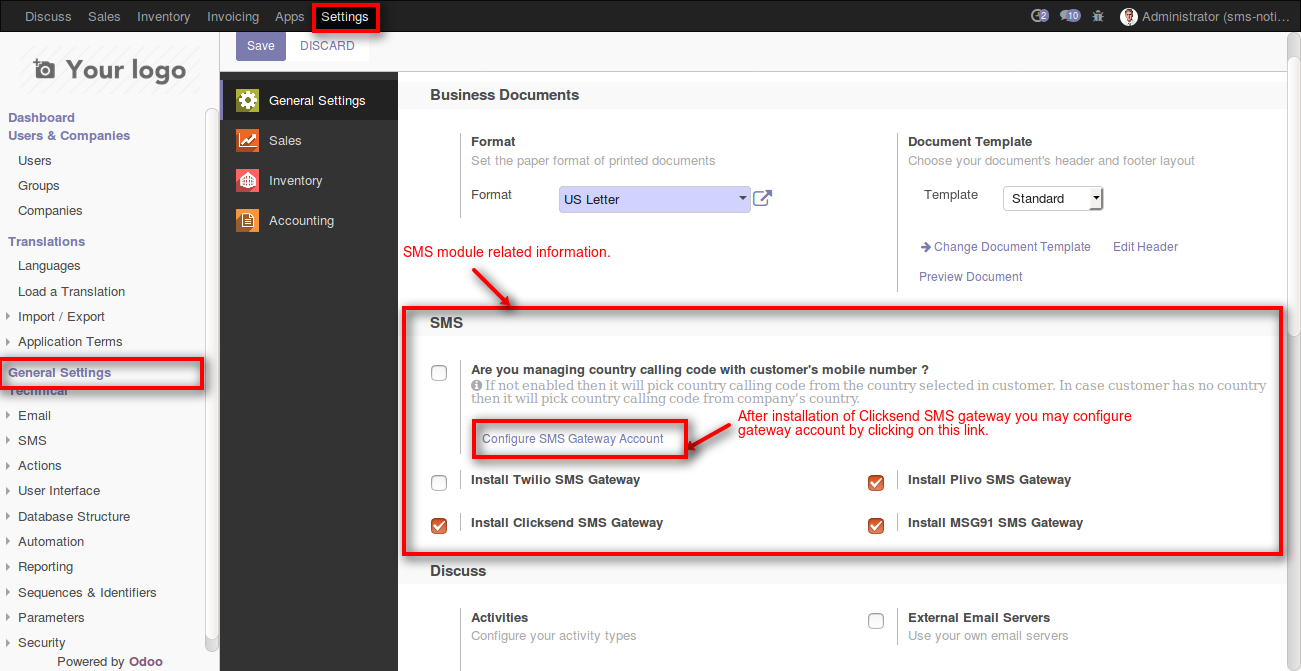 Discuss Sales Inventory Invoicing Apps Settings 2 10 Administrator (sms-noti...
Your logo
Save DISCARD
Dashboard
Users & Companies
Users
Groups
Companies
Translations
Languages
Load a Translation
Import / Export
Application Terms
General Settings
Technical
Email
SMS
Actions
User Interface
Database Structure
Automation
Reporting
Sequences & Identifiers
Parameters
Security
Powered by Odoo
General Settings
Sales
Inventory
Accounting
Business Documents
Format
Set the paper format of printed documents
Format US Letter
Document Template
Choose your document's header and footer layout
Template Standard
Change Document Template Edit Header
Preview Document
SMS module related information.
SMS
Are you managing country calling code with customer's mobile number ?
If not enabled then it will pick country calling code from the country selected in customer. In case customer has no country
then it will pick country calling code from company's country.
Configure SMS Gateway Account
After installation of Clicksend SMS gateway you may configure
gateway account by clicking on this link.
Install Twilio SMS Gateway
Install Plivo SMS Gateway
Install Clicksend SMS Gateway
Install MSG91 SMS Gateway
Discuss
Activities
Configure your activity types
External Email Servers
Use your own email servers